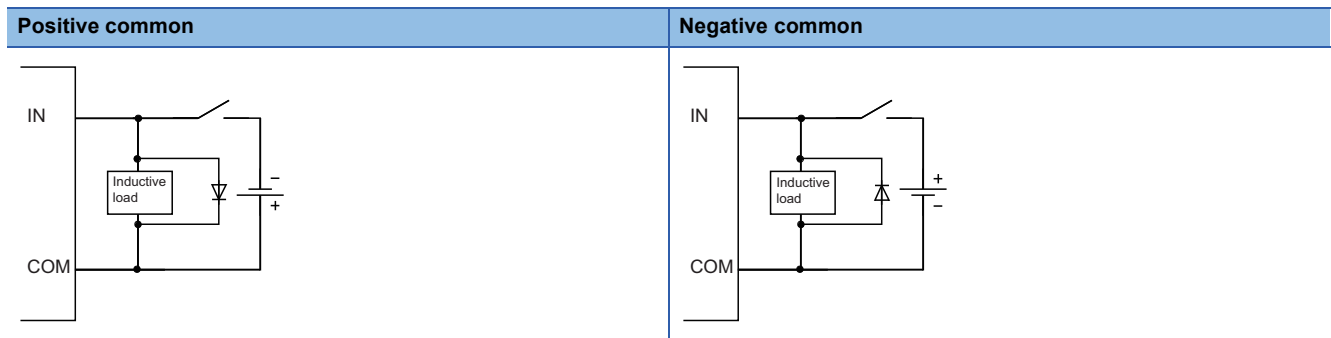 Positive common
Negative common
IN
Inductive
load
−
+
COM
IN
Inductive
load
+
−
COM